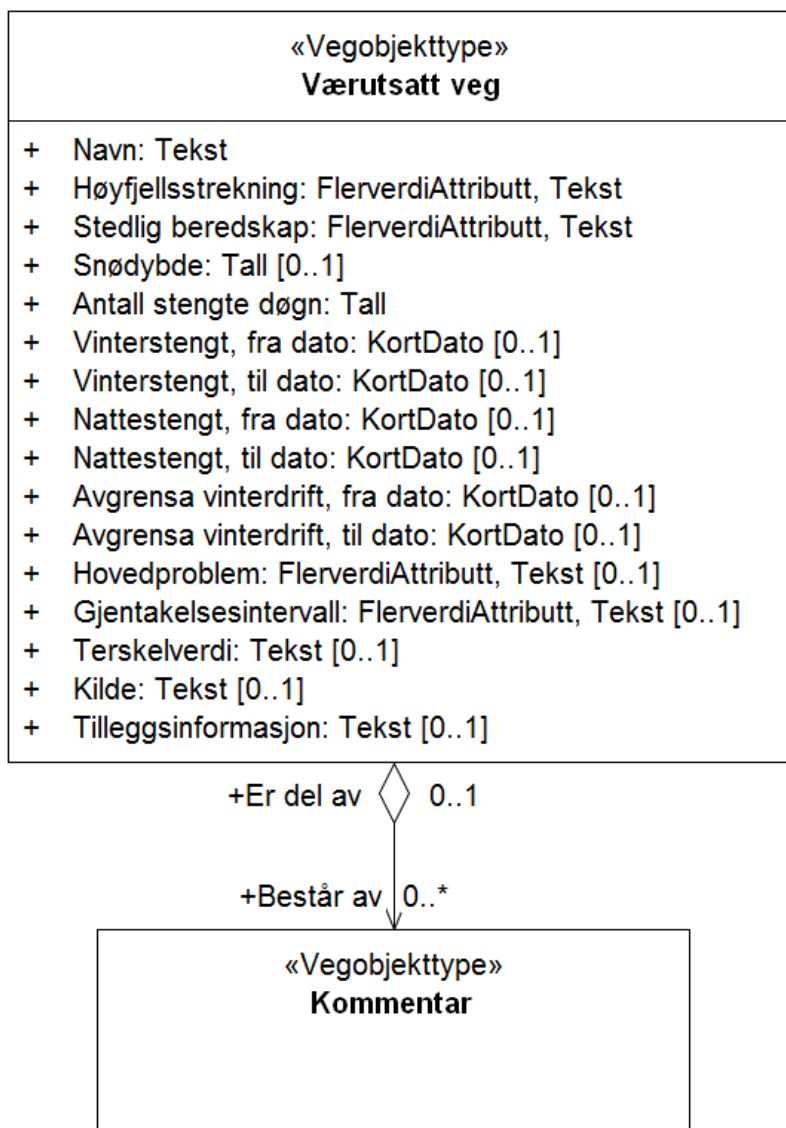 «Vegobjekttype»
Værutsatt veg
+ Navn: Tekst
+ Høyfjellsstrekning: FlerverdiAttributt, Tekst
+ Stedlig beredskap: FlerverdiAttributt, Tekst
+ Snødybde: Tall [0..1]
+ Antall stengte døgn: Tall
+ Vinterstengt, fra dato: KortDato [0..1]
+ Vinterstengt, til dato: KortDato [0..1]
+ Nattestengt, fra dato: KortDato [0..1]
+ Nattestengt, til dato: KortDato [0..1]
+ Avgrensa vinterdrift, fra dato: KortDato [0..1]
+ Avgrensa vinterdrift, til dato: KortDato [0..1]
+ Hovedproblem: FlerverdiAttributt, Tekst [0..1]
+ Gjentakelsesintervall: FlerverdiAttributt, Tekst [0..1]
+ Terskelverdi: Tekst [0..1]
+ Kilde: Tekst [0..1]
+ Tilleggsinformasjon: Tekst [0..1]
+Er del av 0..1
+Består av 0..*
«Vegobjekttype»
Kommentar